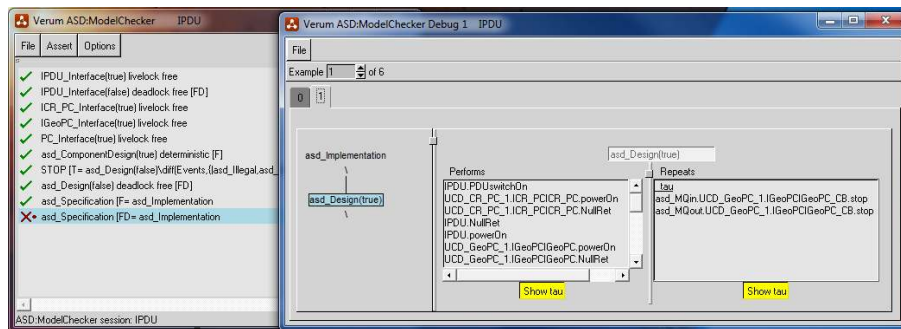 Verum ASD:ModelChecker IPDU
File Assert Options
IPDU_Interface(true) livelock free
IPDU_Interface(false) deadlock free [FD]
ICR_PC_Interface(true) livelock free
IGeoPC_Interface(true) livelock free
PC_Interface(true) livelock free
asd_ComponentDesign(true) deterministic [F]
STOP [T= asd_Design(false)\diff(Events,{asd_Illegal,asd_
asd_Design(false) deadlock free [FD]
asd_Specification [F= asd_Implementation
asd_Specification [FD= asd_Implementation
ASD:ModelChecker session: IPDU
Verum ASD:ModelChecker Debug 1 IPDU
File
Example 1 of 6
0 1
asd_Implementation
asd_Design(true)
asd_Design(true)
Performs
IPDU.PDUswitchOn
UCD_CR_PC_1.ICR_PCICR_PC.powerOn
UCD_CR_PC_1.ICR_PCICR_PC.NullRet
IPDU.NullRet
IPDU.powerOn
UCD_GeoPC_1.IGeoPCIGeoPC.powerOn
UCD_GeoPC_1.IGeoPCIGeoPC.NullRet
Show tau
Repeats
_tau
asd_MQin.UCD_GeoPC_1.IGeoPCIGeoPC_CB.stop
asd_MQout.UCD_GeoPC_1.IGeoPCIGeoPC_CB.stop
Show tau